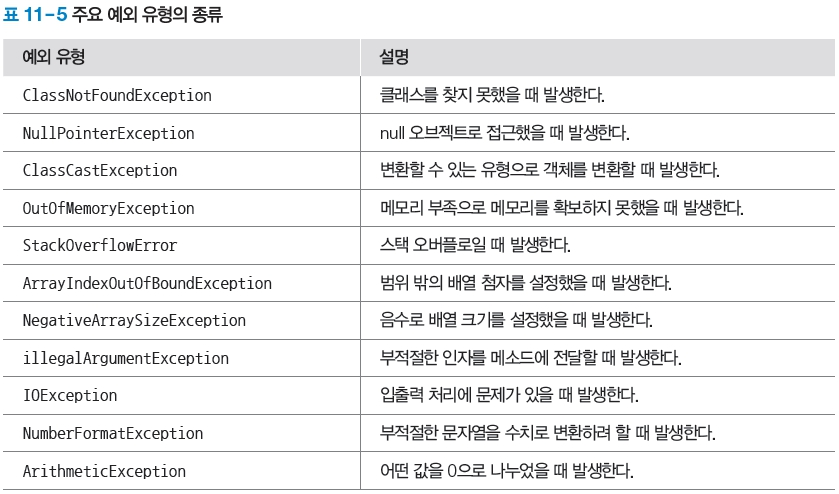 표 11-5 주요 예외 유형의 종류
예외 유형 설명
ClassNotFoundException 클래스를 찾지 못했을 때 발생한다.
NullPointerException null 오브젝트로 접근했을 때 발생한다.
ClassCastException 변환할 수 있는 유형으로 객체를 변환할 때 발생한다.
OutOfMemoryException 메모리 부족으로 메모리를 확보하지 못했을 때 발생한다.
StackOverflowError 스택 오버플로일 때 발생한다.
ArrayIndexOutOfBoundException 범위 밖의 배열 첨자를 설정했을 때 발생한다.
NegativeArraySizeException 음수로 배열 크기를 설정했을 때 발생한다.
illegalArgumentException 부적절한 인자를 메소드에 전달할 때 발생한다.
IOException 입출력 처리에 문제가 있을 때 발생한다.
NumberFormatException 부적절한 문자열을 수치로 변환하려 할 때 발생한다.
ArithmeticException 어떤 값을 0으로 나누었을 때 발생한다.